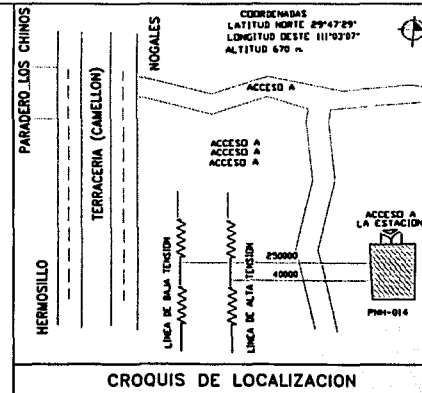 COORDENADAS
LATITUD NORTE 29°47'29"
LONGITUD OESTE 111°03'07"
ALTITUD 670 m.
PARADERO LOS CHINOS
HERMOSILLO
TERRACERIA (CAMELLON)
NOGALES
ACCESO A
ACCESO A
ACCESO A
ACCESO A
LINEA DE BAJA TENSION
LINEA DE ALTA TENSION
250000
40000
ACCESO A
LA ESTACION
PNH-014
CROQUIS DE LOCALIZACION